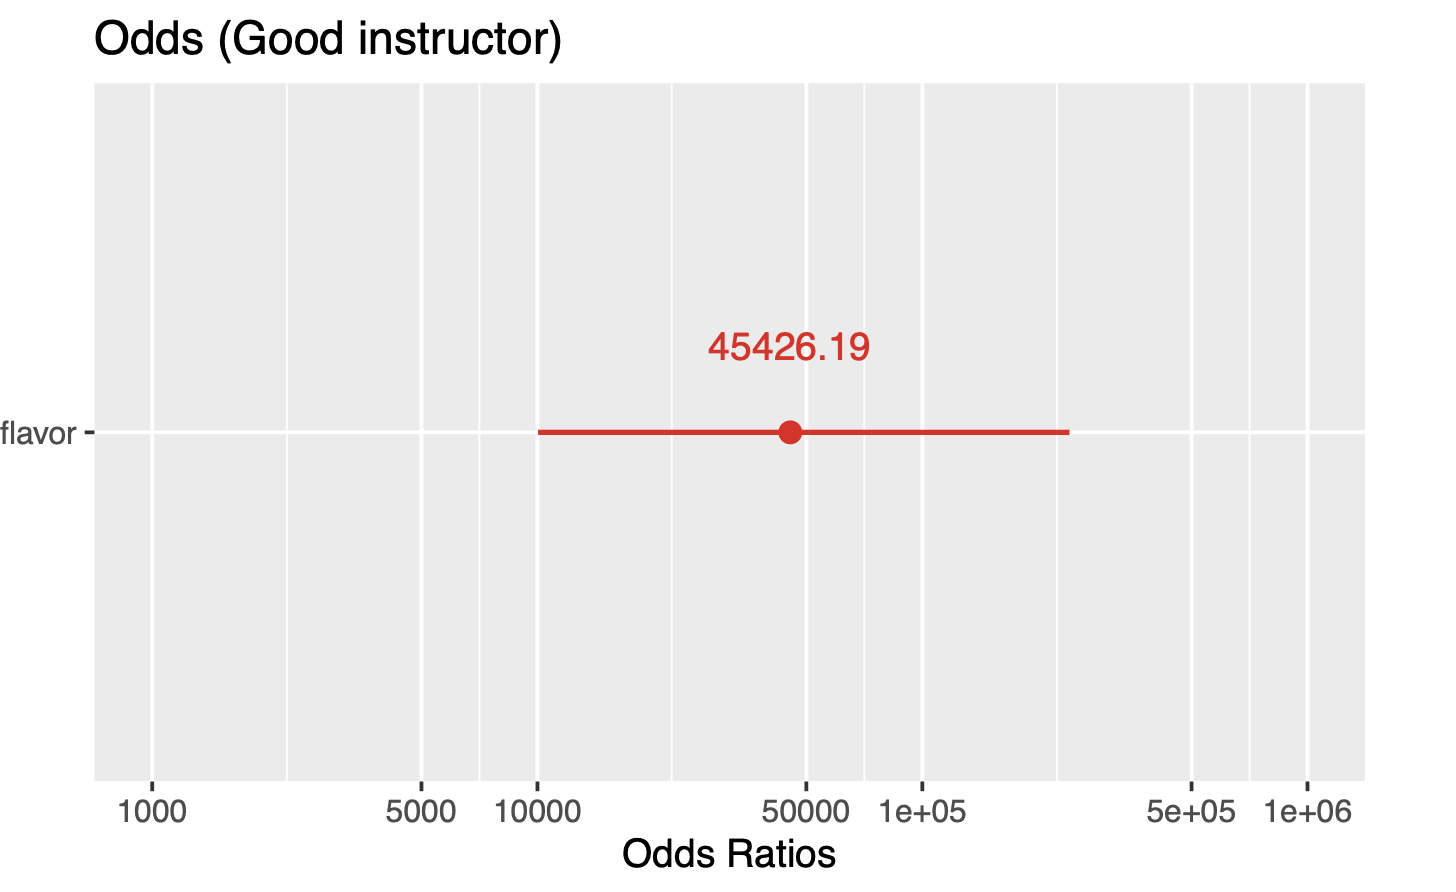 Odds (Good instructor)
45426.19
flavor
1000 5000 10000 50000 1e+05 5e+05 1e+06
Odds Ratios